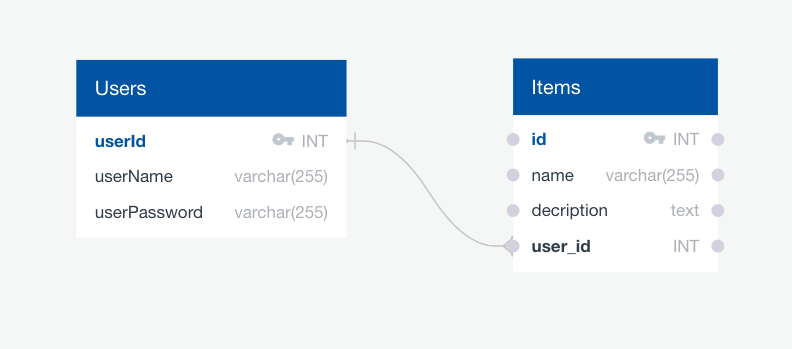 Users
userId INT
userName varchar(255)
userPassword varchar(255)
Items
id INT
name varchar(255)
decription text
user_id INT